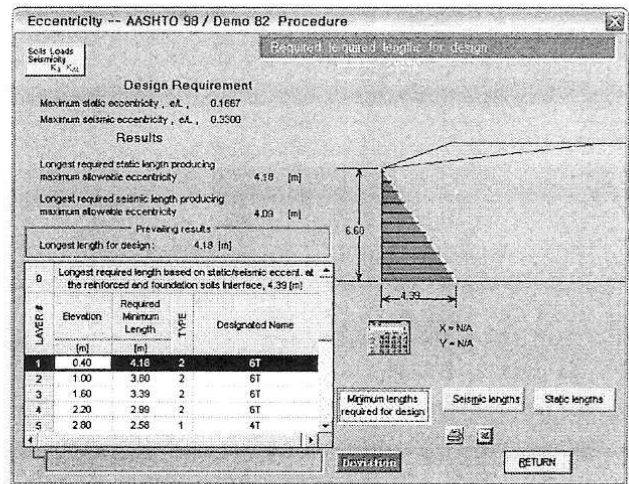 Eccentricity -- AASHTO 98 / Demo 82 Procedure
Soils Loads
Seismicity
Required required lengths for design
Design Requirement
Maximum static eccentricity , e/L , 0.1667
Maximum seismic eccentricity , e/L , 0.3300
Results
Longest required static length producing
maximum allowable eccentricity 4.18 [m]
Longest required seismic length producing
maximum allowable eccentricity 4.09 [m]
Prevailing results
Longest length for design: 4.18 [m]
0 Longest required length based on static/seismic eccent. at
the reinforced and foundation soils interface, 4.39 [m]
LAYER # Elevation Required Minimum Length TYPE Designated Name
[m] [m]
1 0.40 4.18 2 6T
2 1.00 3.80 2 6T
3 1.60 3.39 2 6T
4 2.20 2.99 2 6T
5 2.80 2.58 1 4T
6.60
4.39
X = N/A
Y = N/A
Minimum lengths
required for design
Seismic lengths
Static lengths
Deviation
RETURN